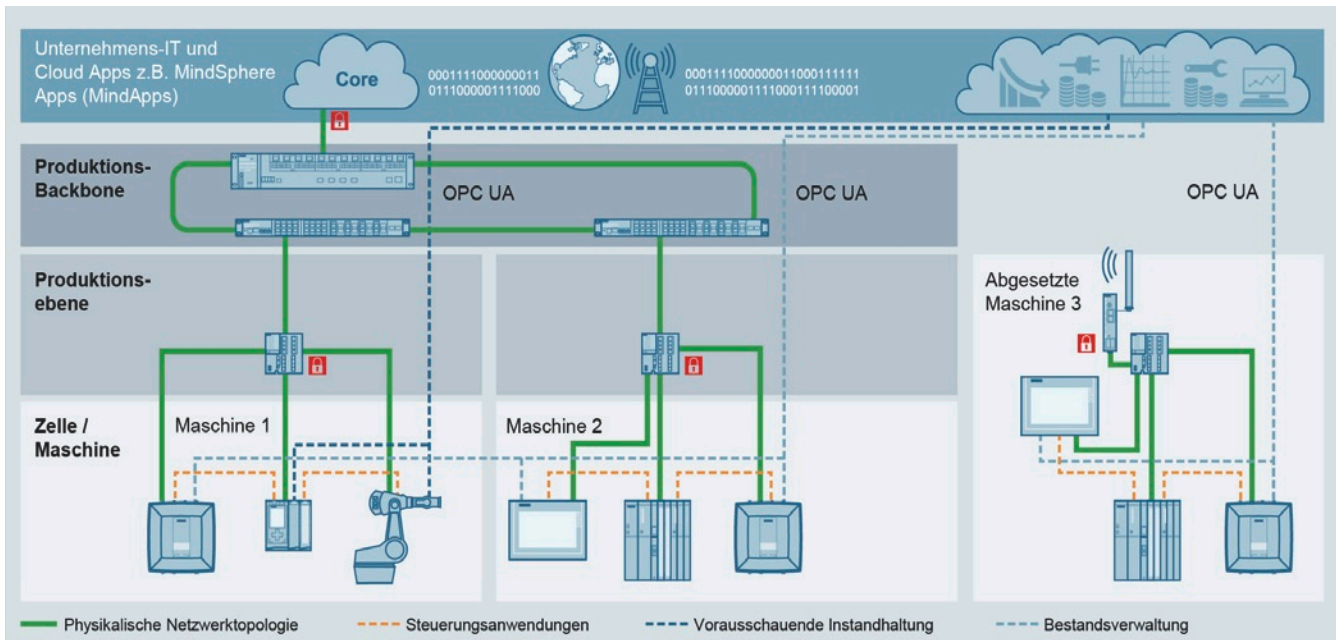 Unternehmens-IT und
Cloud Apps z.B. MindSphere
Apps (MindApps)
Core
0001111000000011
0111000001111000
0001111000000011000111111
01110000011111000111100001
Produktions-
Backbone
OPC UA
OPC UA
OPC UA
Produktions-
ebene
Abgesetzte
Maschine 3
Zelle /
Maschine
Maschine 1
Maschine 2
Physikalische Netzwerktopologie
Steuerungsanwendungen
Vorausschauende Instandhaltung
Bestandsverwaltung